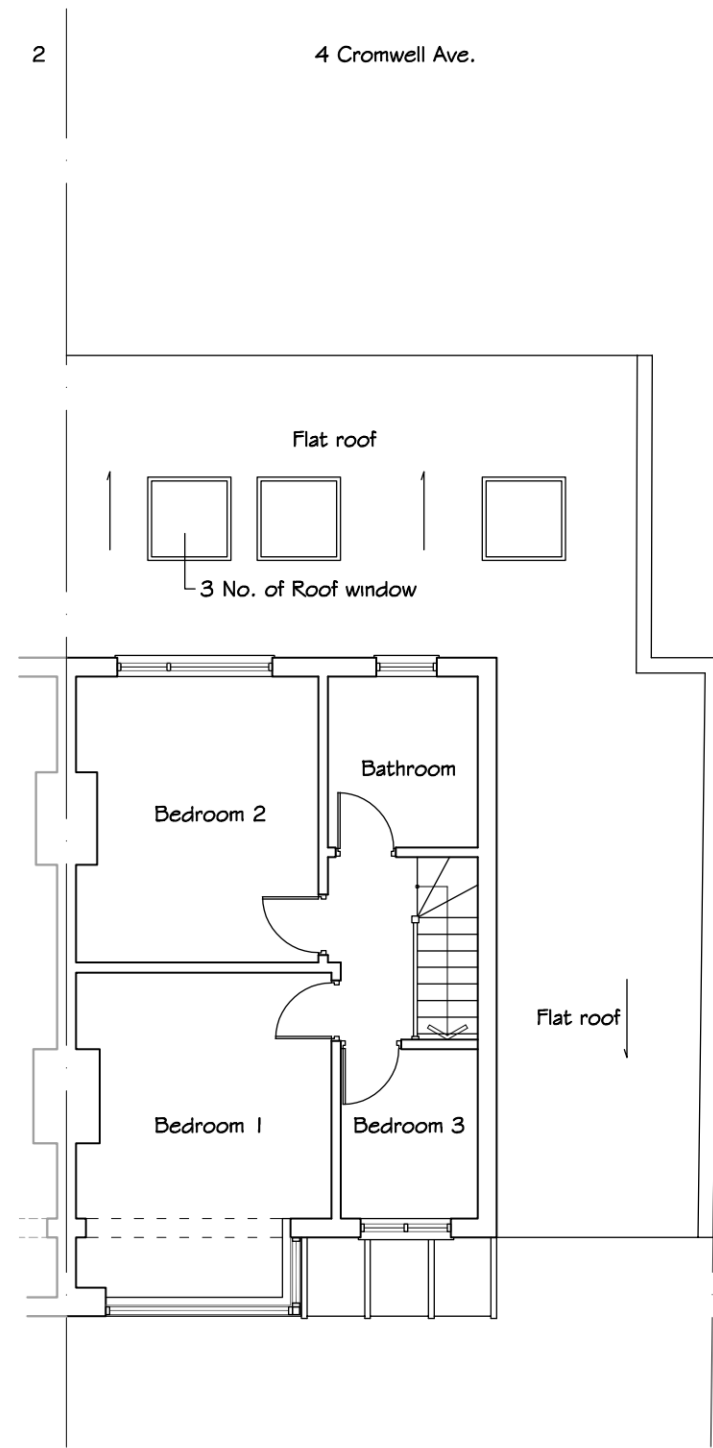 2
4 Cromwell Ave.
Flat roof
3 No. of Roof window
Bathroom
Bedroom 2
Flat roof
Bedroom 1
Bedroom 3